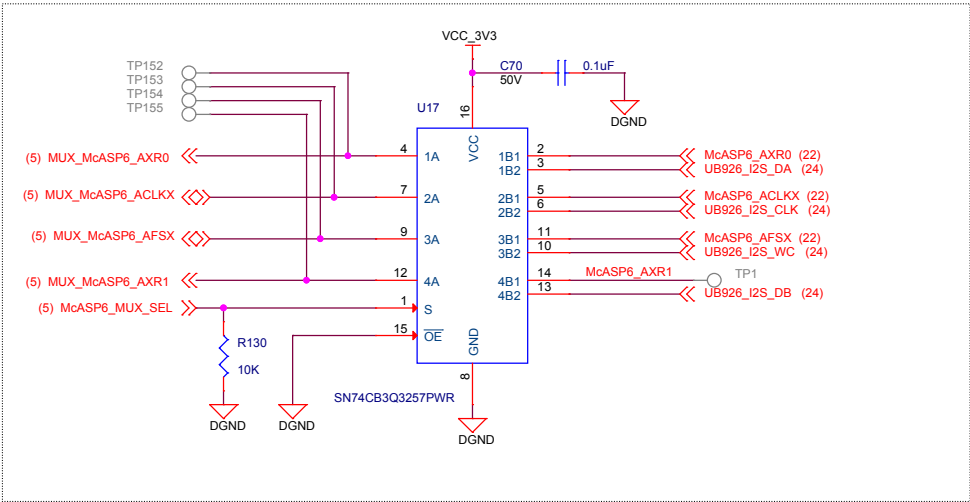 VCC_3V3
TP152
TP153
TP154
TP155
C70
50V
0.1uF
DGND
U17
16
VCC
(5) MUX_McASP6_AXR0
4
1A
1B1
2
McASP6_AXR0 (22)
1B2
3
UB926_I2S_DA (24)
(5) MUX_McASP6_ACLKX
7
2A
2B1
5
McASP6_ACLKX (22)
2B2
6
UB926_I2S_CLK (24)
(5) MUX_McASP6_AFSX
9
3A
3B1
11
McASP6_AFSX (22)
3B2
10
UB926_I2S_WC (24)
(5) MUX_McASP6_AXR1
12
4A
4B1
14
McASP6_AXR1
TP1
4B2
13
UB926_I2S_DB (24)
(5) McASP6_MUX_SEL
1
S
15
OE
GND
8
R130
10K
SN74CB3Q3257PWR
DGND
DGND
DGND